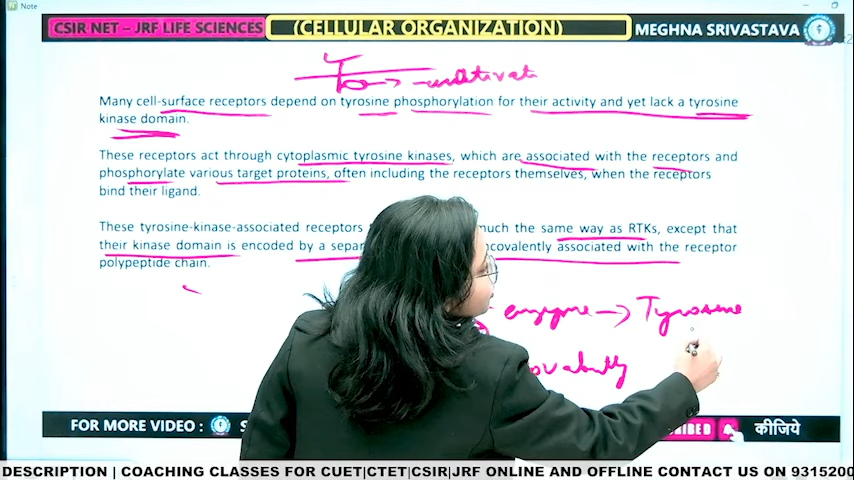 Note
CSIR NET – JRF LIFE SCIENCES (CELLULAR ORGANIZATION) MEGHNA SRIVASTAVA
Many cell-surface receptors depend on tyrosine phosphorylation for their activity and yet lack a tyrosine
kinase domain.
These receptors act through cytoplasmic tyrosine kinases, which are associated with the receptors and
phosphorylate various target proteins, often including the receptors themselves, when the receptors
bind their ligand.
These tyrosine-kinase-associated receptors much the same way as RTKs, except that
their kinase domain is encoded by a separ ncovalently associated with the receptor
polypeptide chain.
enzyme → Tyrosine
ovalently
FOR MORE VIDEO : S RIBED कीजिये
DESCRIPTION | COACHING CLASSES FOR CUET|CTET|CSIR|JRF ONLINE AND OFFLINE CONTACT US ON 9315200